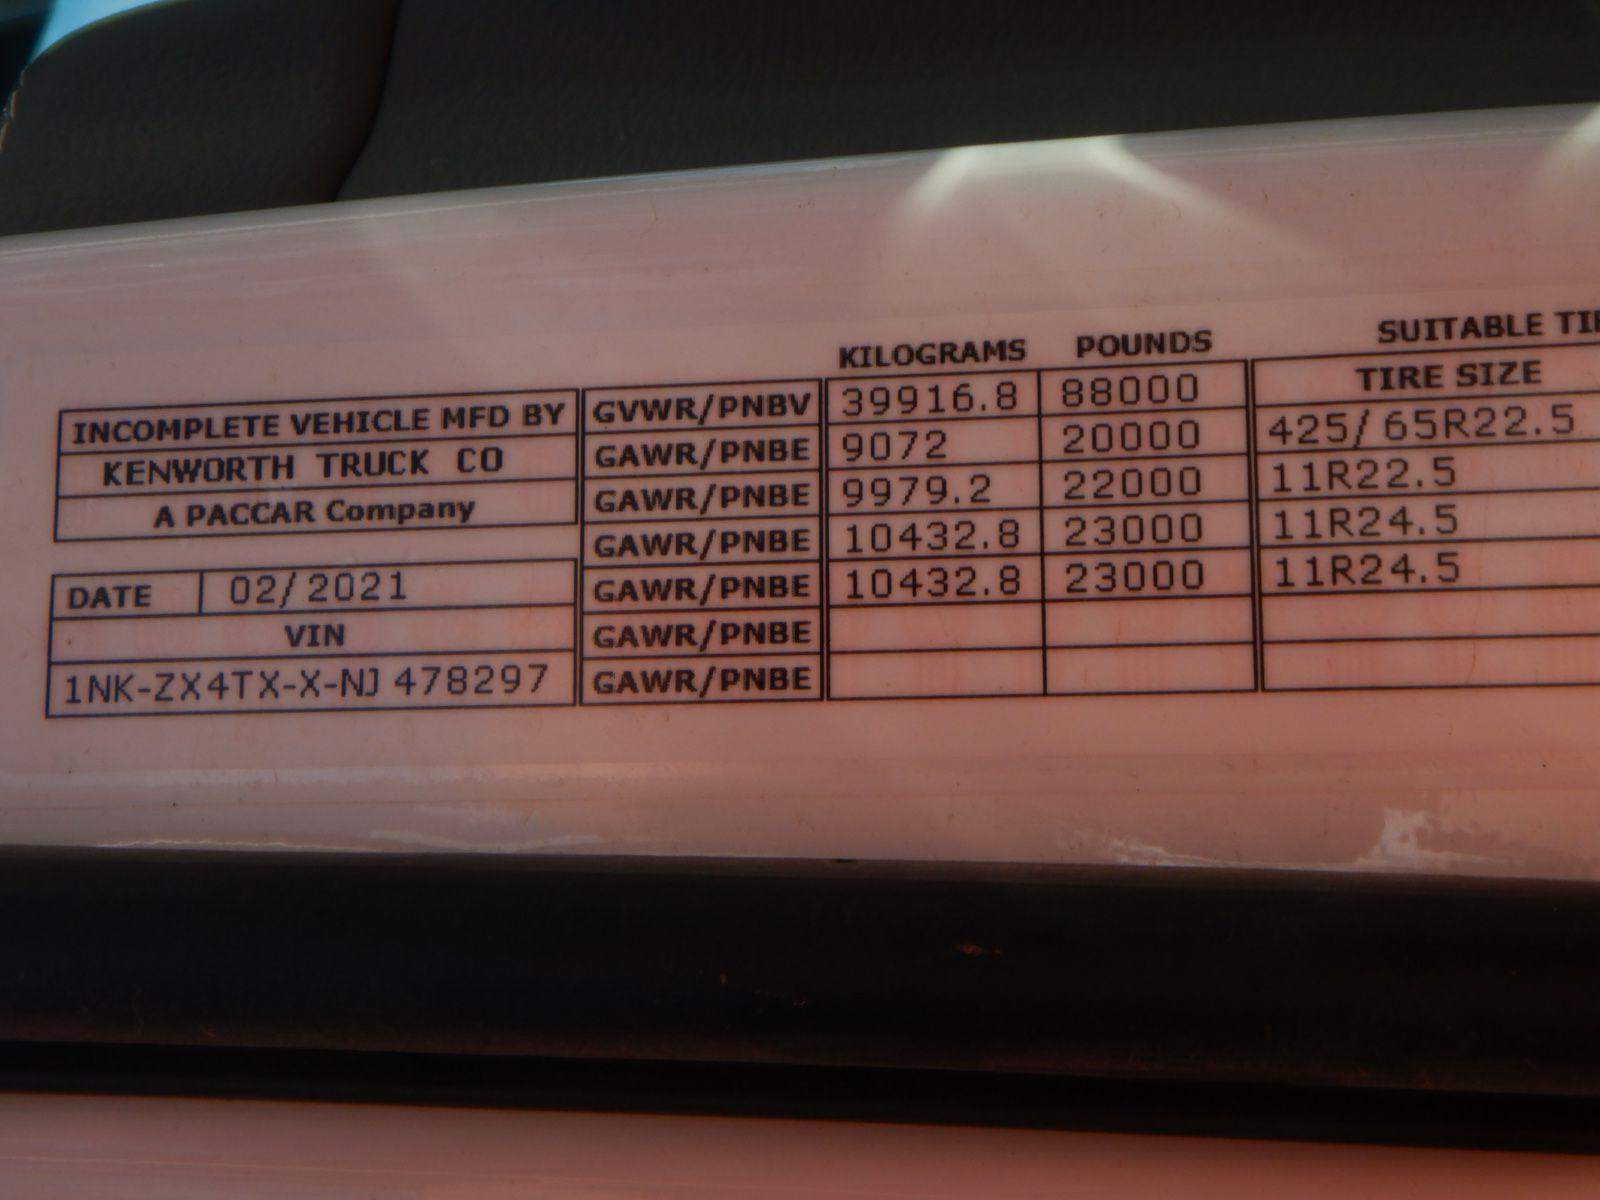 KILOGRAMS POUNDS SUITABLE
INCOMPLETE VEHICLE MFD BY GVWR/PNBV 39916.8 88000 TIRE SIZE
KENWORTH TRUCK CO GAWR/PNBE 9072 20000 425/65R22.5
A PACCAR Company GAWR/PNBE 9979.2 22000 11R22.5
GAWR/PNBE 10432.8 23000 11R24.5
DATE 02/2021 GAWR/PNBE 10432.8 23000 11R24.5
VIN GAWR/PNBE
1NK-ZX4TX-X-NJ 478297 GAWR/PNBE